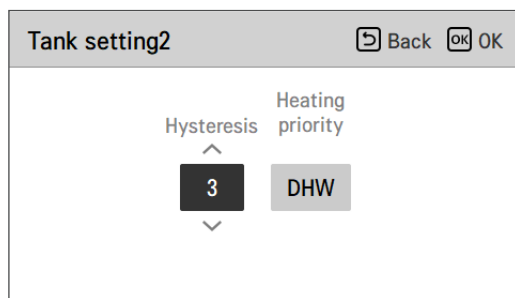 Tank setting2
Back OK OK
Heating
Hysteresis priority
3 DHW